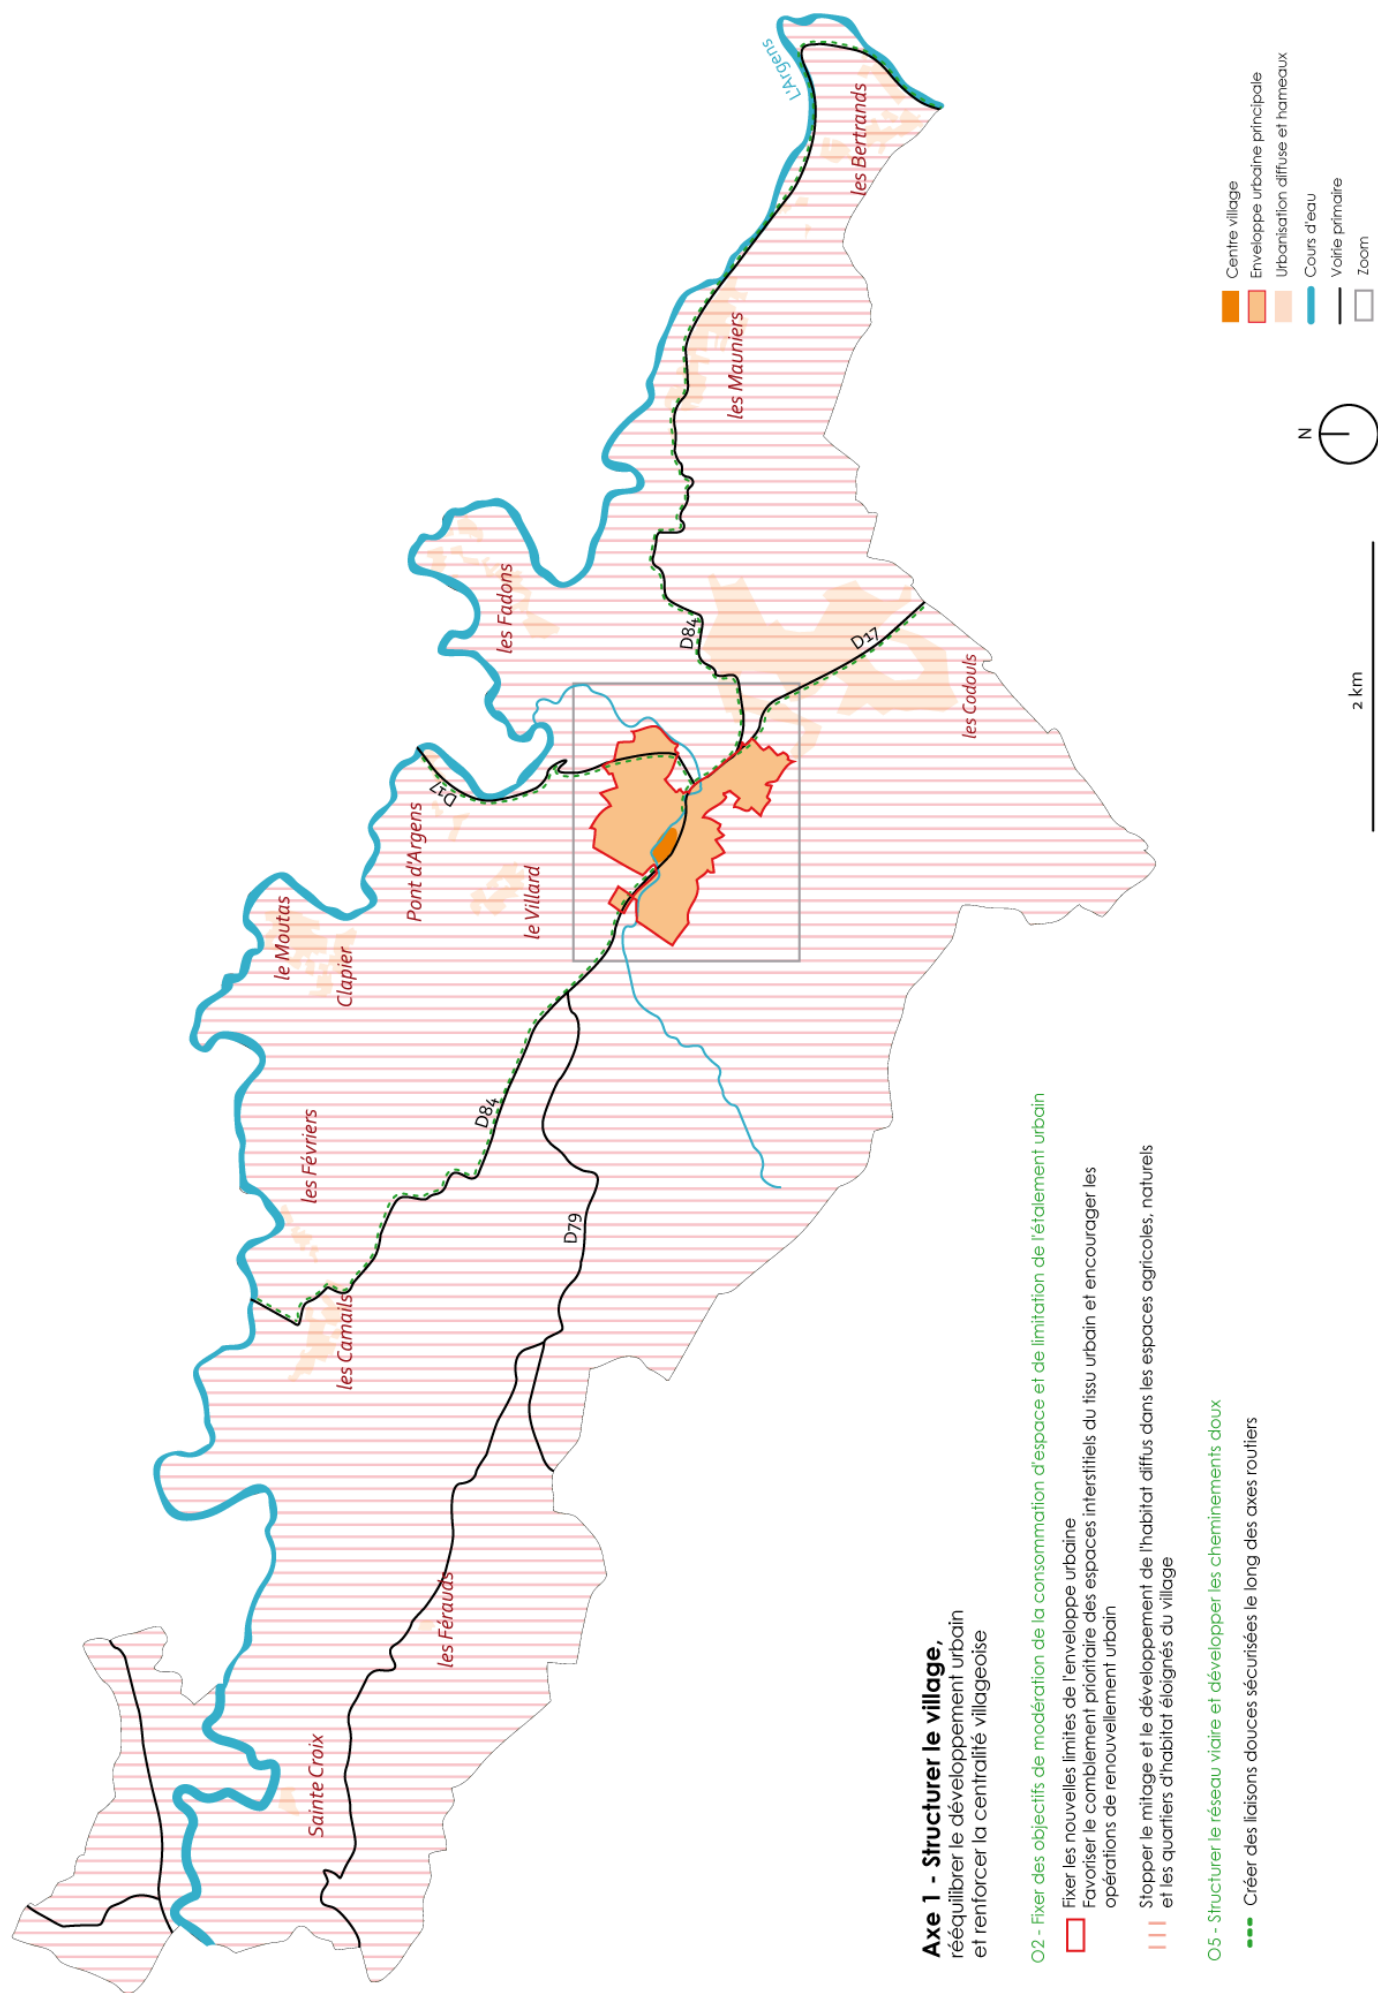 L'Argens
les Bertrands
les Mauniers
les Fadons
D84
D17
les Codouls
D17
Pont d'Argens
le Villard
le Moutas
Clapier
les Févriers
D84
D79
les Camails
les Férauds
Sainte Croix
Axe 1 - Structurer le village,
rééquilibrer le développement urbain
et renforcer la centralité villageoise
O2 - Fixer des objectifs de modération de la consommation d'espace et de limitation de l'étalement urbain
Fixer les nouvelles limites de l'enveloppe urbaine
Favoriser le comblement prioritaire des espaces interstitiels du tissu urbain et encourager les
opérations de renouvellement urbain
Stopper le mitage et le développement de l'habitat diffus dans les espaces agricoles, naturels
et les quartiers d'habitat éloignés du village
O5 - Structurer le réseau viaire et développer les cheminements doux
Créer des liaisons douces sécurisées le long des axes routiers
2 km
N
Centre village
Enveloppe urbaine principale
Urbanisation diffuse et hameaux
Cours d'eau
Voirie primaire
Zoom